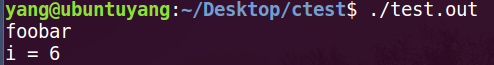 yang@ubuntuyang:~/Desktop/ctest$ ./test.out
foobar
i = 6